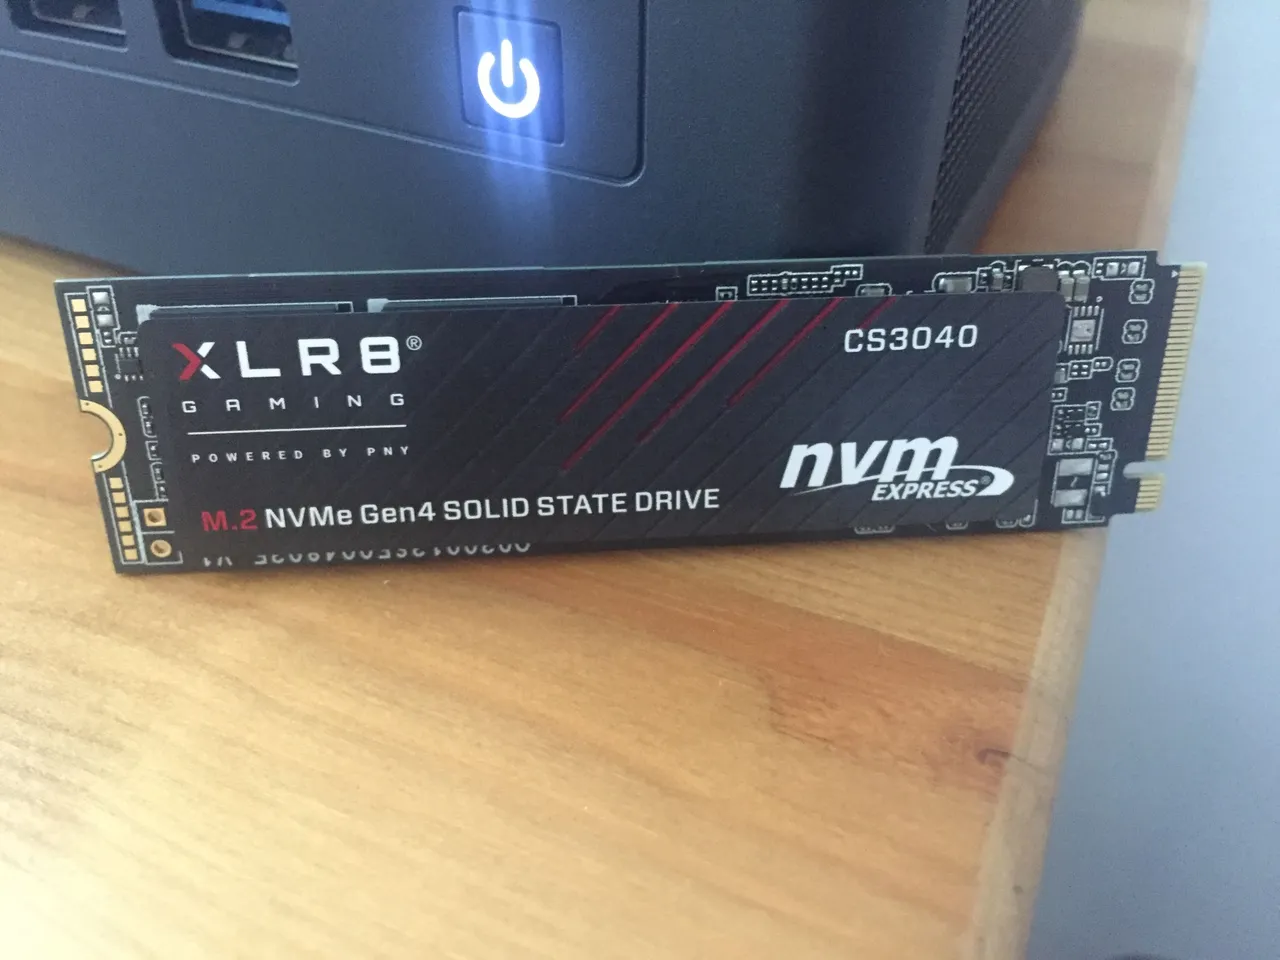 XLR8®
GAMING
POWERED BY PNY
CS3040
nvm
EXPRESS®
M.2 NVMe Gen4 SOLID STATE DRIVE